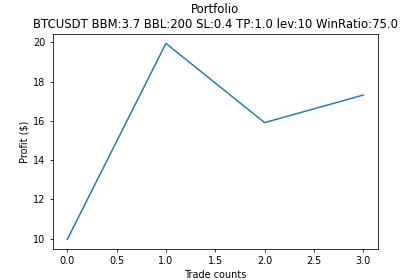 Portfolio
BTCUSDT BBM:3.7 BBL:200 SL:0.4 TP:1.0 lev:10 WinRatio:75.0
20
18
16
14
12
10
Profit ($)
0.0 0.5 1.0 1.5 2.0 2.5 3.0
Trade counts